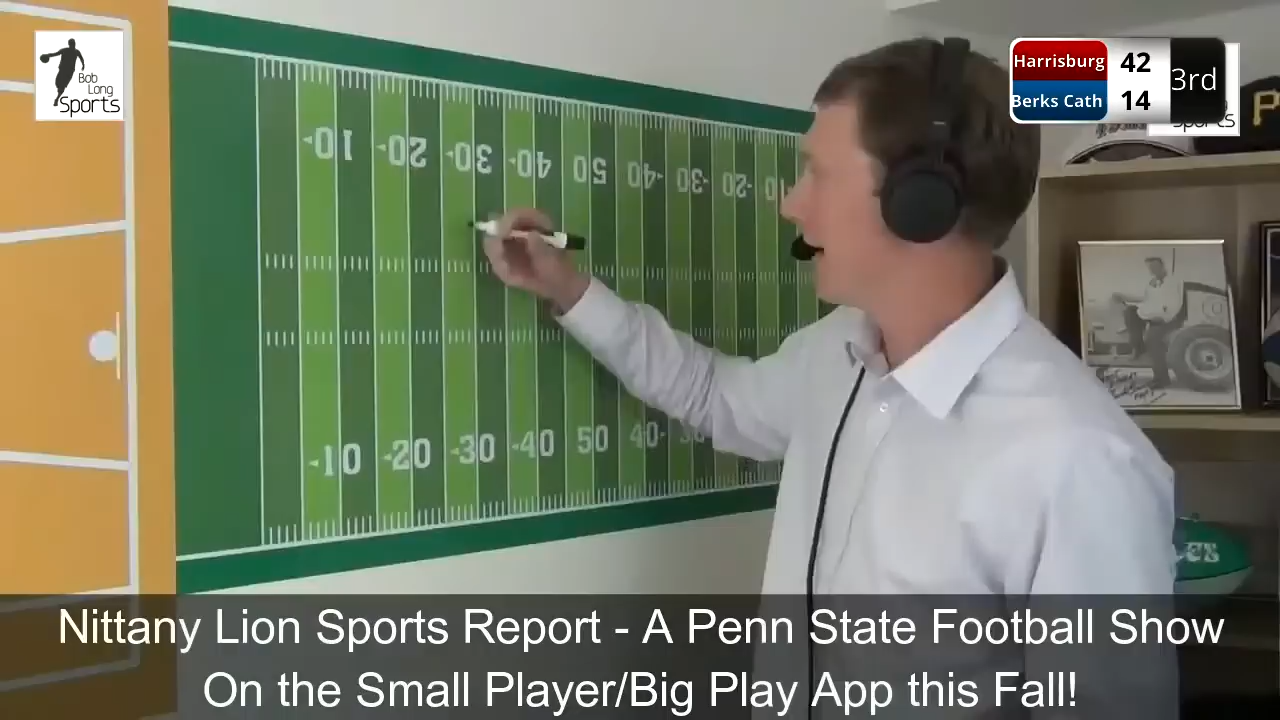 Bob
Long
Sports
Harrisburg 42
Berks Cath 14
3rd
sports
P
10 20 30 40 50 40 30 20 10
10 20 30 40 50 40 30
Nittany Lion Sports Report - A Penn State Football Show
On the Small Player/Big Play App this Fall!